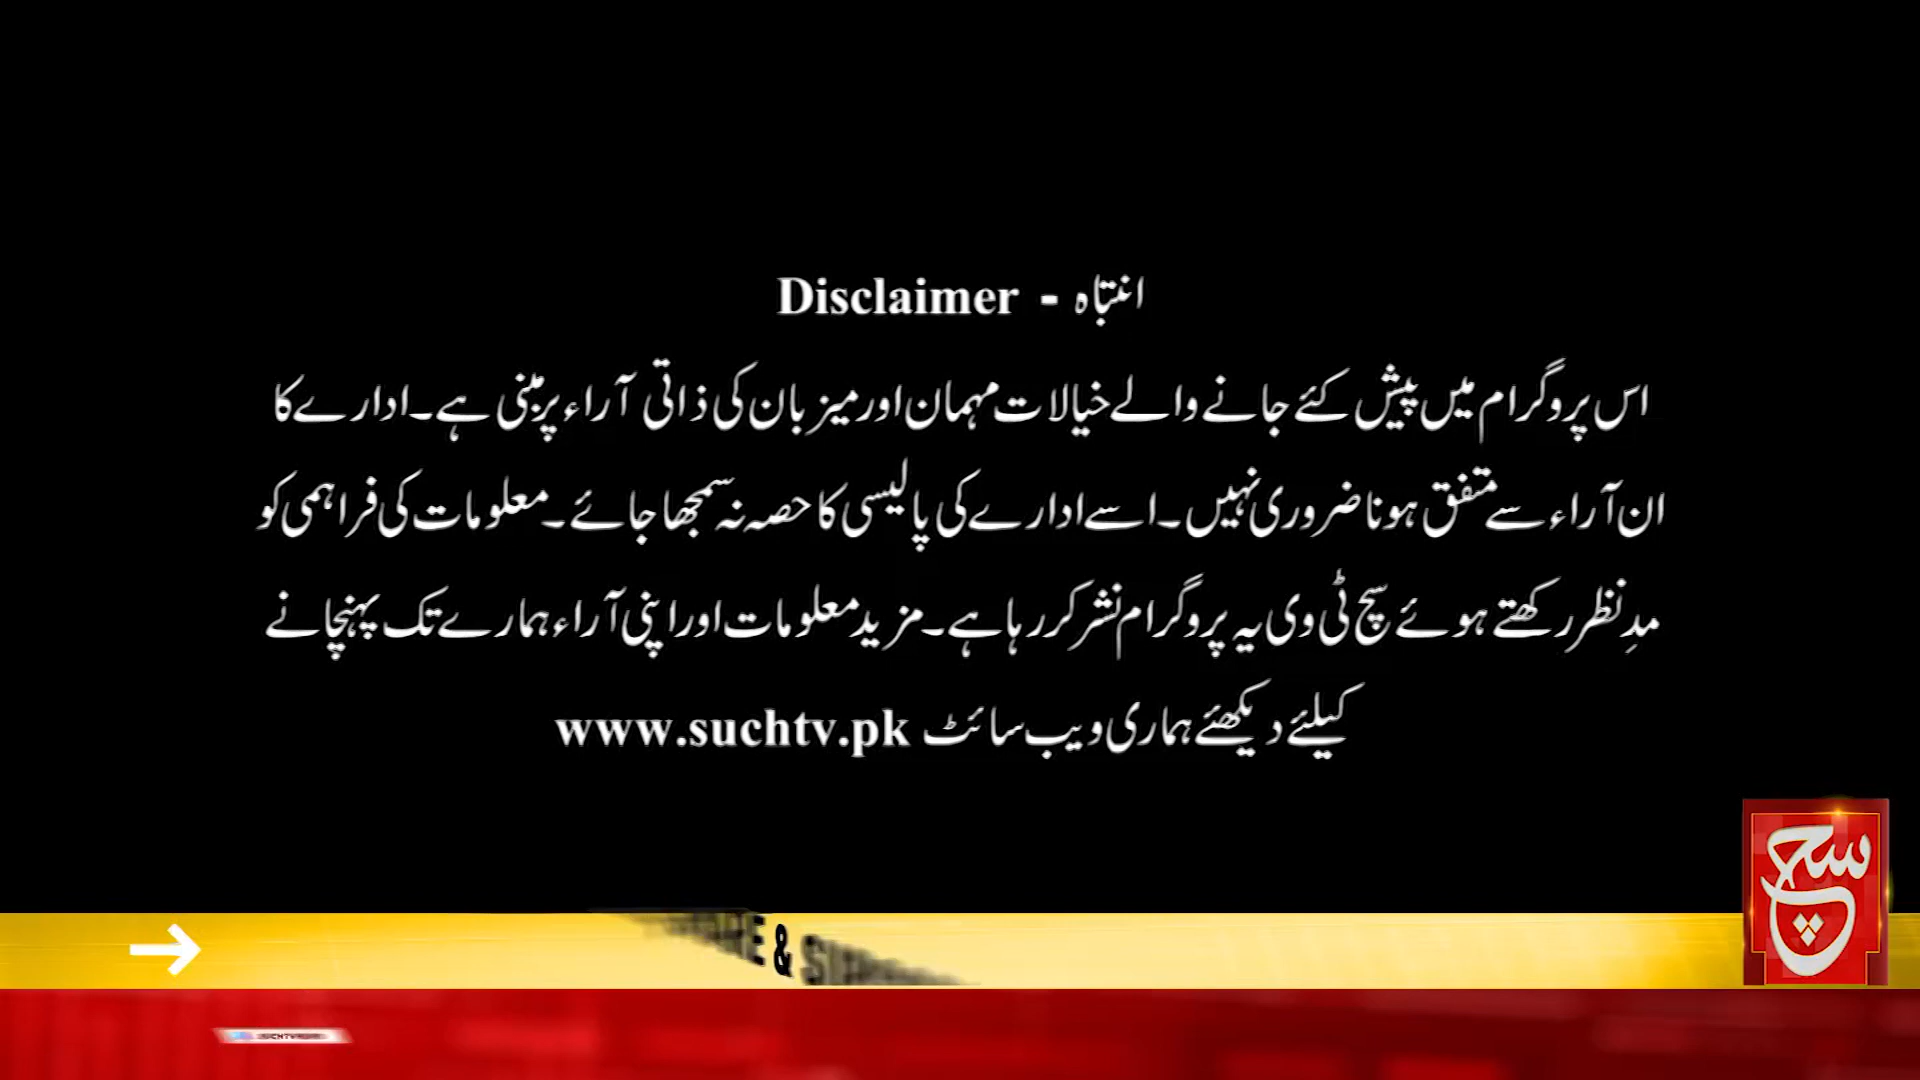 انتباہ - Disclaimer
اس پروگرام میں پیش کئے جانے والے خیالات مہمان اور میزبان کی ذاتی آراء پر مبنی ہے۔ ادارے کا
ان آراء سے متفق ہونا ضروری نہیں۔ اسے ادارے کی پالیسی کا حصہ نہ سمجھا جائے۔ معلومات کی فراہمی کو
مدِنظر رکھتے ہوئے سچ ٹی وی یہ پروگرام نشر کر رہا ہے۔ مزید معلومات اور اپنی آراء ہمارے تک پہنچانے
کیلئے دیکھئے ہماری ویب سائٹ www.suchtv.pk
سچ
&